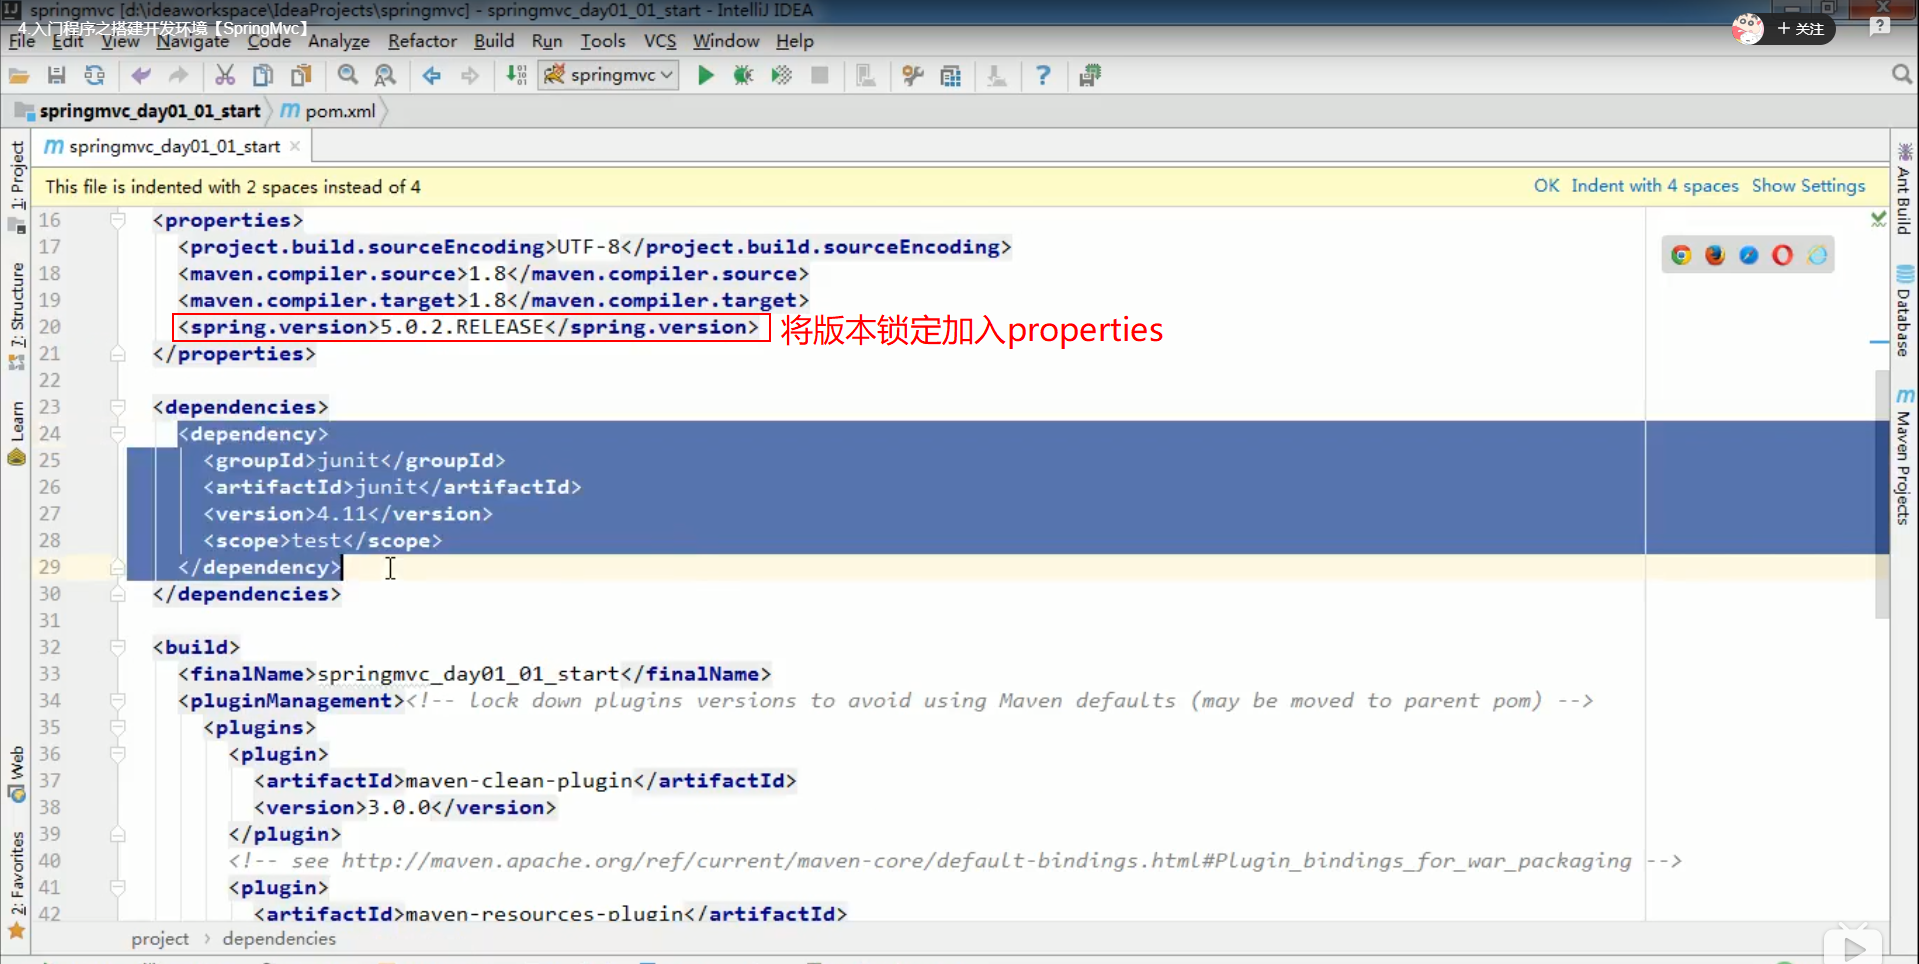 springmvc [d:\ideaworkspace\IdeaProjects\springmvc] - springmvc_day01_01_start - IntelliJ IDEA
4.入门程序之搭建开发环境【SpringMvc】
+ 关注
File Edit View Navigate Code Analyze Refactor Build Run Tools VCS Window Help
springmvc
springmvc_day01_01_start pom.xml
springmvc_day01_01_start
This file is indented with 2 spaces instead of 4 OK Indent with 4 spaces Show Settings
1: Project
7: Structure
Learn
Web
2: Favorites
16 <properties>
17 <project.build.sourceEncoding>UTF-8</project.build.sourceEncoding>
18 <maven.compiler.source>1.8</maven.compiler.source>
19 <maven.compiler.target>1.8</maven.compiler.target>
20 <spring.version>5.0.2.RELEASE</spring.version> 将版本锁定加入properties
21 </properties>
22
23 <dependencies>
24 <dependency>
25 <groupId>junit</groupId>
26 <artifactId>junit</artifactId>
27 <version>4.11</version>
28 <scope>test</scope>
29 </dependency>
30 </dependencies>
31
32 <build>
33 <finalName>springmvc_day01_01_start</finalName>
34 <pluginManagement><!-- lock down plugins versions to avoid using Maven defaults (may be moved to parent pom) -->
35 <plugins>
36 <plugin>
37 <artifactId>maven-clean-plugin</artifactId>
38 <version>3.0.0</version>
39 </plugin>
40 <!-- see http://maven.apache.org/ref/current/maven-core/default-bindings.html#Plugin_bindings_for_war_packaging -->
41 <plugin>
42 <artifactId>maven-resources-plugin</artifactId>
Ant Build
Database
Maven Projects
project › dependencies